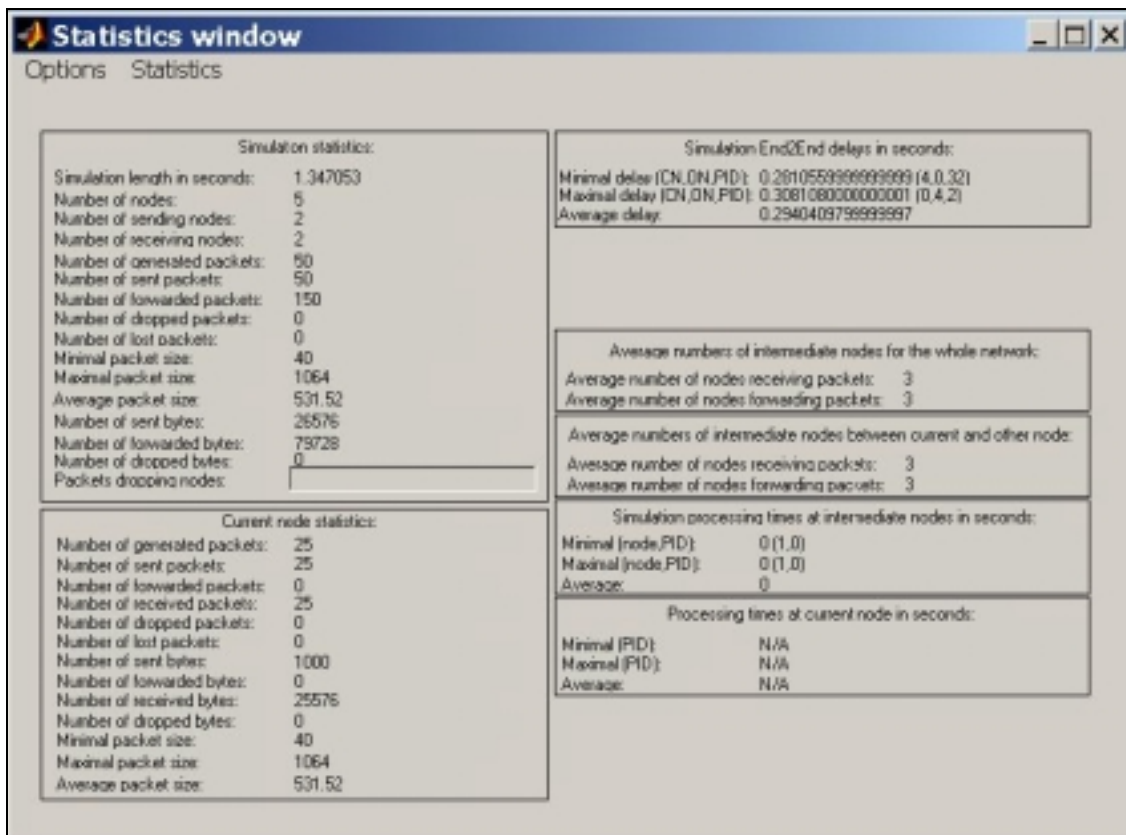 Statistics window
Options Statistics
Simulaton statistics:
Simulation length in seconds: 1.347053
Number of nodes: 5
Number of sending nodes: 2
Number of receiving nodes: 2
Number of generated packets: 50
Number of sent packets: 50
Number of forwarded packets: 150
Number of dropped packets: 0
Number of lost packets: 0
Minimal packet size: 40
Maximal packet size: 1064
Average packet size: 531.52
Number of sent bytes: 26576
Number of forwarded bytes: 79728
Number of dropped bytes: 0
Packets dropping nodes:
Current node statistics:
Number of generated packets: 25
Number of sent packets: 25
Number of forwarded packets: 0
Number of received packets: 25
Number of dropped packets: 0
Number of lost packets: 0
Number of sent bytes: 1000
Number of forwarded bytes: 0
Number of received bytes: 25576
Number of dropped bytes: 0
Minimal packet size: 40
Maximal packet size: 1064
Average packet size: 531.52
Simulation End2End delays in seconds:
Minimal delay (CN,DN,PID): 0.2810559999999999 (4,0,32)
Maximal delay (CN,DN,PID): 0.3081080000000001 (0,4,2)
Average delay: 0.2940409799999997
Average numbers of intermediate nodes for the whole network:
Average number of nodes receiving packets: 3
Average number of nodes forwarding packets: 3
Average numbers of intermediate nodes between current and other node:
Average number of nodes receiving packets: 3
Average number of nodes forwarding packets: 3
Simulation processing times at intermediate nodes in seconds:
Minimal (node,PID): 0 (1,0)
Maximal (node,PID): 0 (1,0)
Average: 0
Processing times at current node in seconds:
Minimal (PID): N/A
Maximal (PID): N/A
Average: N/A